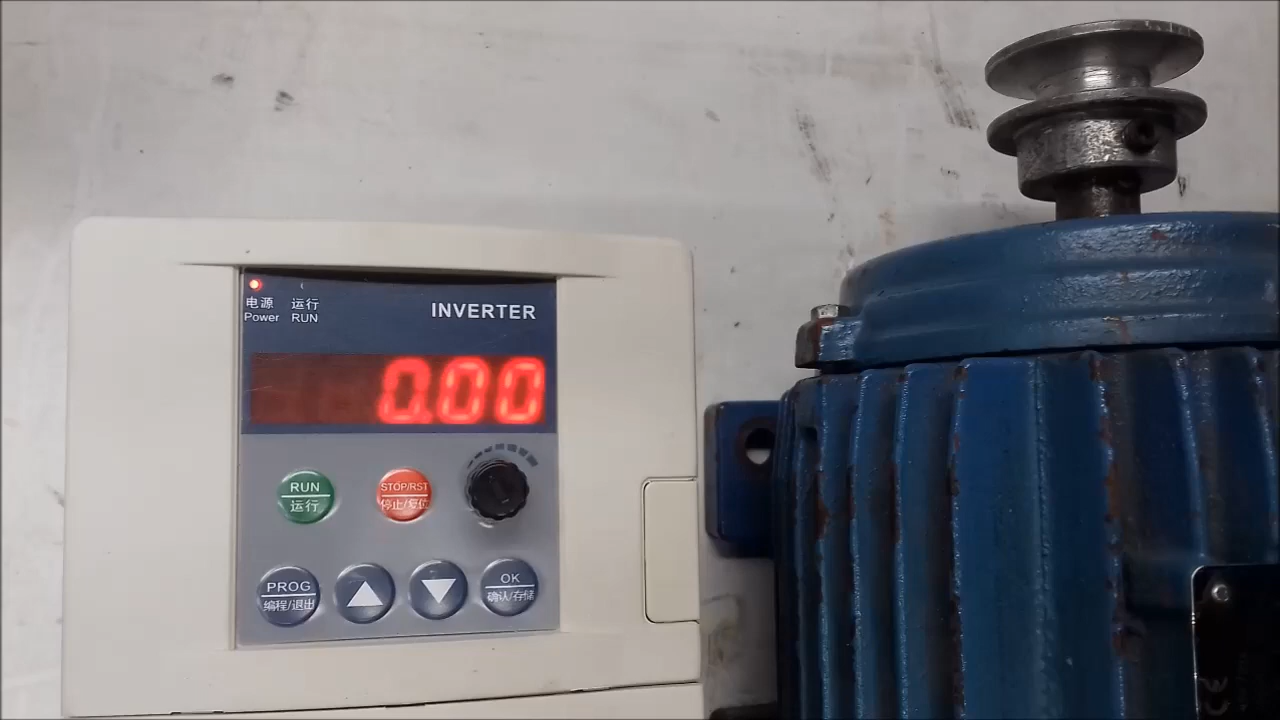 电源 运行
Power RUN
INVERTER
0.00
RUN
运行
STOP/RST
停止/复位
PROG
编程/退出
OK
确认/存储
CE